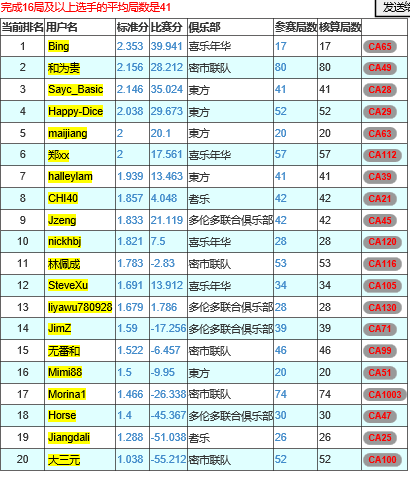 完成16局及以上选手的平均局数是41
发送
当前排名 用户名 标准分 比赛分 俱乐部 参赛局数 核算局数
1 Bing 2.353 39.941 喜乐年华 17 17 CA65
2 和为贵 2.156 28.212 密市联队 80 80 CA49
3 Sayc_Basic 2.146 35.024 東方 41 41 CA28
4 Happy-Dice 2.038 29.673 東方 52 52 CA29
5 maijiang 2 20.1 東方 20 20 CA63
6 郑xx 2 17.561 喜乐年华 57 57 CA112
7 halleylam 1.939 13.463 東方 41 41 CA39
8 CHI40 1.857 4.048 耆乐 42 42 CA21
9 Jzeng 1.833 21.119 多伦多联合俱乐部 42 42 CA45
10 nickhbj 1.821 7.5 喜乐年华 28 28 CA120
11 林佩成 1.783 -2.83 密市联队 53 53 CA116
12 SteveXu 1.691 13.912 喜乐年华 34 34 CA105
13 liyawu780928 1.679 1.786 多伦多联合俱乐部 28 28 CA130
14 JimZ 1.59 -17.256 多伦多联合俱乐部 39 39 CA71
15 无番和 1.522 -6.457 密市联队 46 46 CA99
16 Mimi88 1.5 -9.95 東方 20 20 CA51
17 Morina1 1.466 -26.338 密市联队 74 74 CA1003
18 Horse 1.4 -45.367 多伦多联合俱乐部 30 30 CA47
19 Jiangdali 1.288 -51.038 耆乐 26 26 CA25
20 大三元 1.038 -55.212 密市联队 52 52 CA100